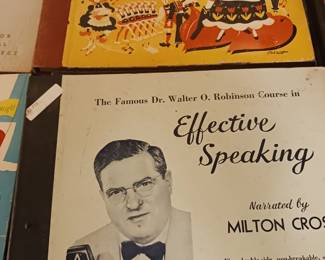 The Famous Dr. Walter O. Robinson Course in
Effective
Speaking
Narrated by
MILTON CROS